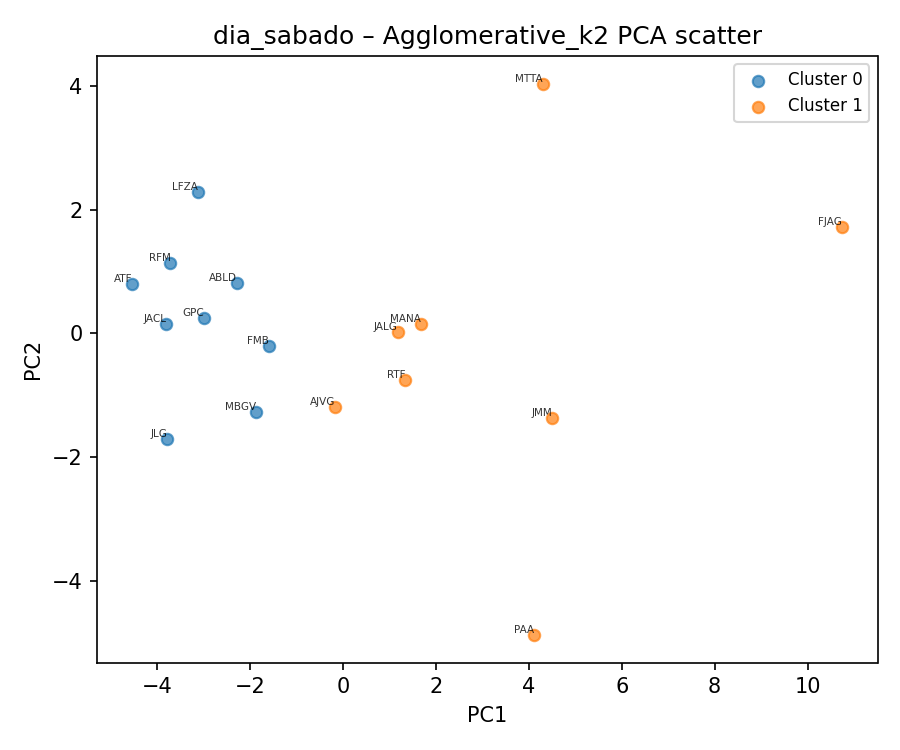 dia_sabado – Agglomerative_k2 PCA scatter
Cluster 0
Cluster 1
MTTA
LFZA
FJAG
RFM
ATF
ABLD
JACL
GPC
MANA
JALG
FMB
RTF
AJVG
MBGV
JMM
JLG
PAA
4
2
0
−2
−4
PC2
−4
−2
0
2
4
6
8
10
PC1